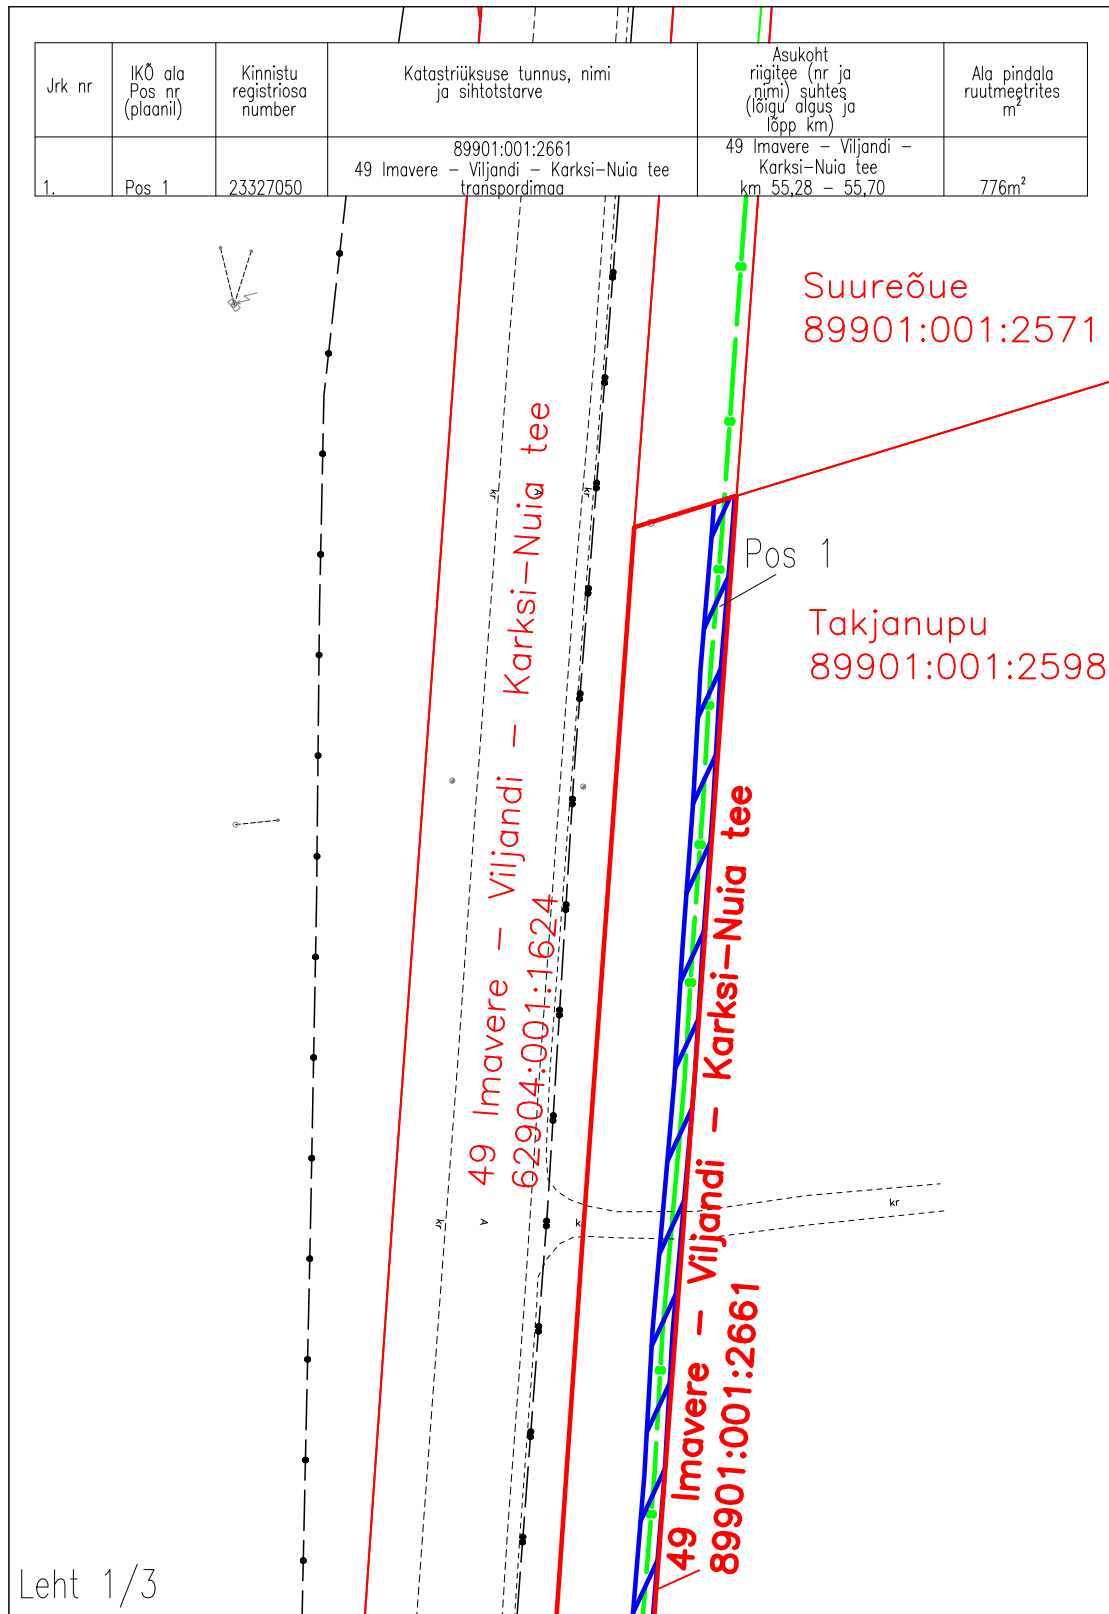 Jrk nr
IKÕ ala
Pos nr
(plaanil)
Kinnistu
registriosa
number
Katastriüksuse tunnus, nimi
ja sihtotstarve
Asukoht
riigitee (nr ja
nimi) suhtes
(lõigu algus ja
lõpp km)
Ala pindala
ruutmeetrites
m²
1.
Pos 1
23327050
89901:001:2661
49 Imavere - Viljandi - Karksi-Nuia tee
transpordimaa
49 Imavere - Viljandi -
Karksi-Nuia tee
km 55,28 - 55,70
776m²
Suureõue
89901:001:2571
kr
A
kr
Pos 1
Takjanupu
89901:001:2598
49 Imavere - Viljandi - Karksi-Nuia tee
62904:001:1624
49 Imavere - Viljandi - Karksi-Nuia tee
89901:001:2661
kr
A
k
kr
Leht 1/3